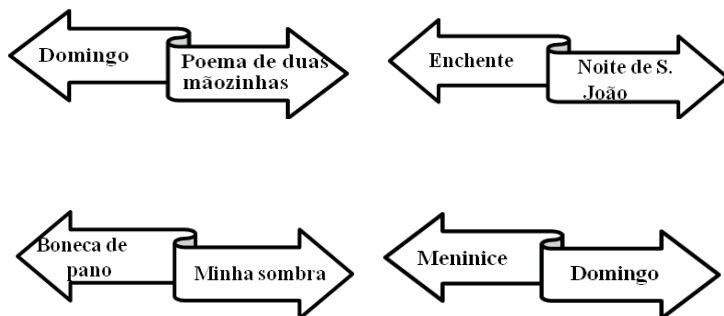 Domingo
Poema de duas
mãozinhas
Enchente
Noite de S.
João
Boneca de
pano
Minha sombra
Meninice
Domingo